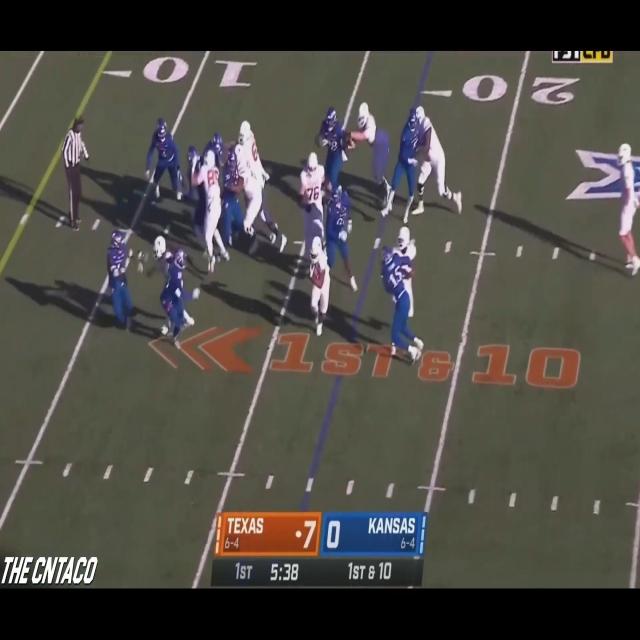 10
20
76
1ST & 10
TEXAS 7 0 KANSAS
6-4 6-4
1ST 5:38 1ST & 10
THE CNTACO